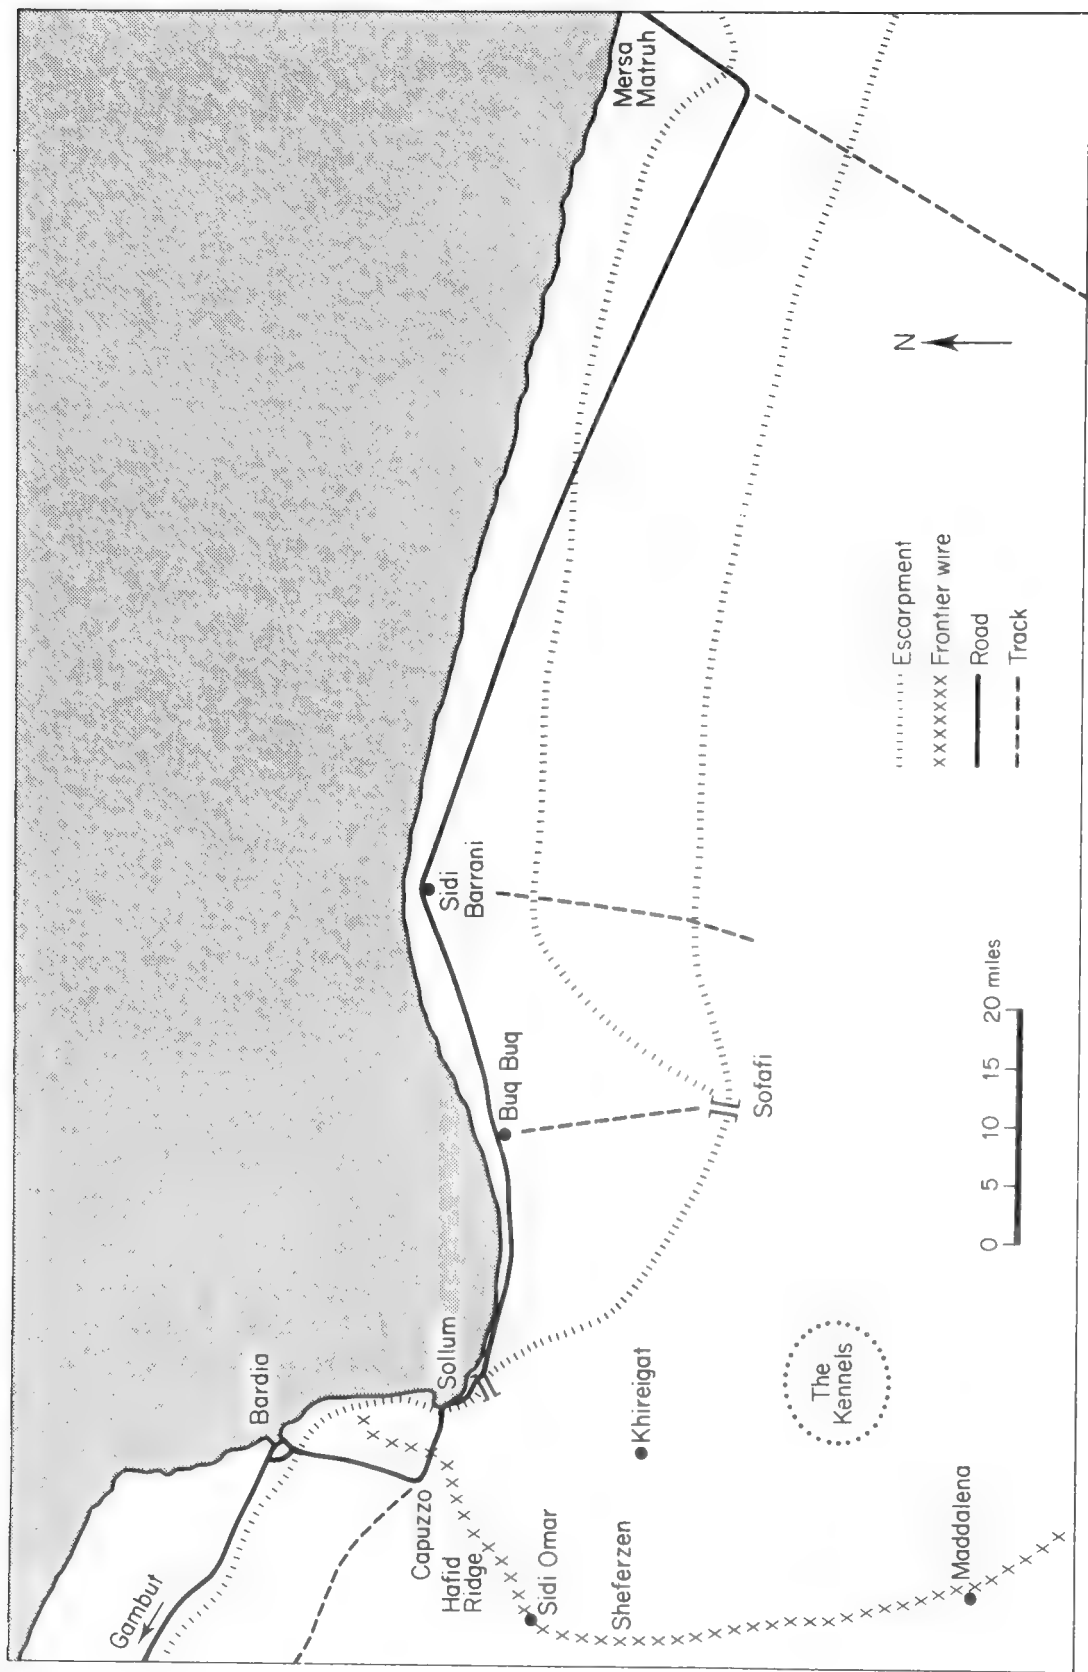 Gambut
Bardia
Sollum
Capuzzo
Hafid
Ridge
Sidi Omar
Sheferzen
Khireigat
Maddalena
The
Kennels
Buq Buq
Sofafi
Sidi
Barrani
Mersa
Matruh
N
Escarpment
xxxxxxx Frontier wire
Road
Track
0 5 10 15 20 miles